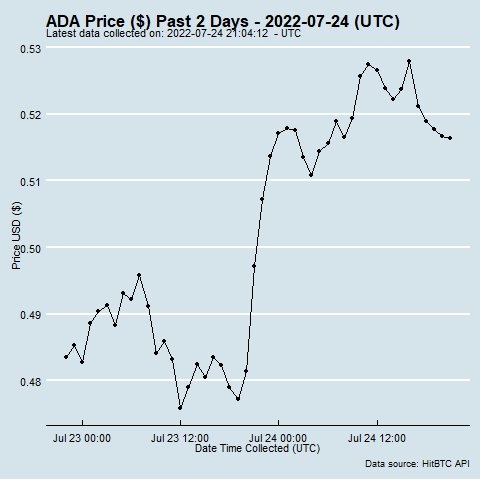 ADA Price ($) Past 2 Days - 2022-07-24 (UTC)
Latest data collected on: 2022-07-24 21:04:12  - UTC
0.53
0.52
0.51
0.50
0.49
0.48
Price USD ($)
Jul 23 00:00 Jul 23 12:00 Jul 24 00:00 Jul 24 12:00
Date Time Collected (UTC)
Data source: HitBTC API